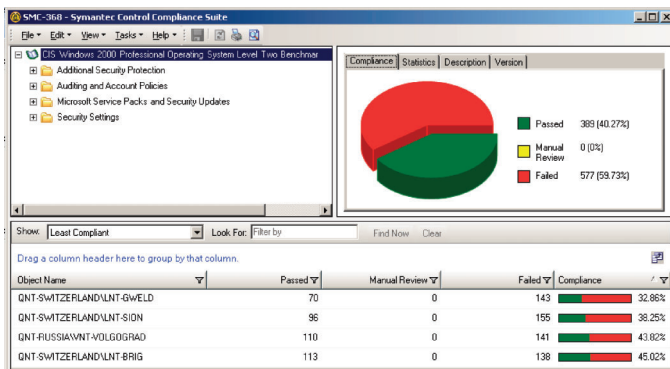 SMC-368 - Symantec Control Compliance Suite
File Edit View Tasks Help
CIS Windows 2000 Professional Operating System Level Two Benchmar
Additional Security Protection
Auditing and Account Policies
Microsoft Service Packs and Security Updates
Security Settings
Compliance Statistics Description Version
Passed 389 (40.27%)
Manual Review 0 (0%)
Failed 577 (59.73%)
Show: Least Compliant Look For: Filter by Find Now Clear
Drag a column header here to group by that column.
Object Name Passed Manual Review Failed Compliance
QNT-SWITZERLAND\LNT-GWELD 70 0 143 32.86%
QNT-SWITZERLAND\LNT-SION 96 0 155 38.25%
QNT-RUSSIA\VNT-VOLGOGRAD 110 0 141 43.82%
QNT-SWITZERLAND\LNT-BRIG 113 0 138 45.02%